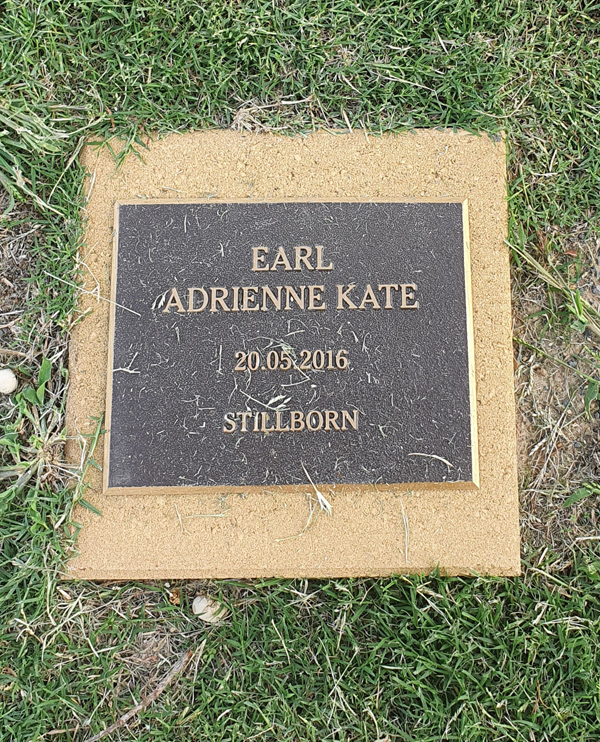 EARL
ADRIENNE KATE
20.05.2016
STILLBORN